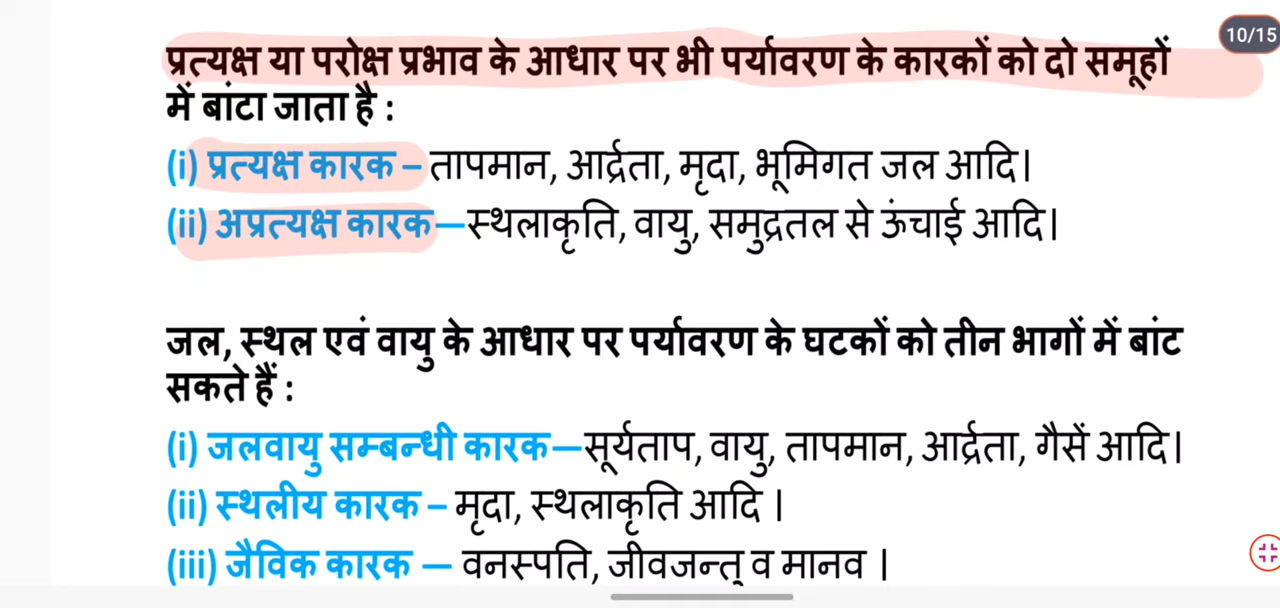 10/15
प्रत्यक्ष या परोक्ष प्रभाव के आधार पर भी पर्यावरण के कारकों को दो समूहों
में बांटा जाता है :
(i) प्रत्यक्ष कारक – तापमान, आर्द्रता, मृदा, भूमिगत जल आदि।
(ii) अप्रत्यक्ष कारक—स्थलाकृति, वायु, समुद्रतल से ऊंचाई आदि।
जल, स्थल एवं वायु के आधार पर पर्यावरण के घटकों को तीन भागों में बांट
सकते हैं :
(i) जलवायु सम्बन्धी कारक—सूर्यताप, वायु, तापमान, आर्द्रता, गैसें आदि।
(ii) स्थलीय कारक – मृदा, स्थलाकृति आदि ।
(iii) जैविक कारक — वनस्पति, जीवजन्तु व मानव ।